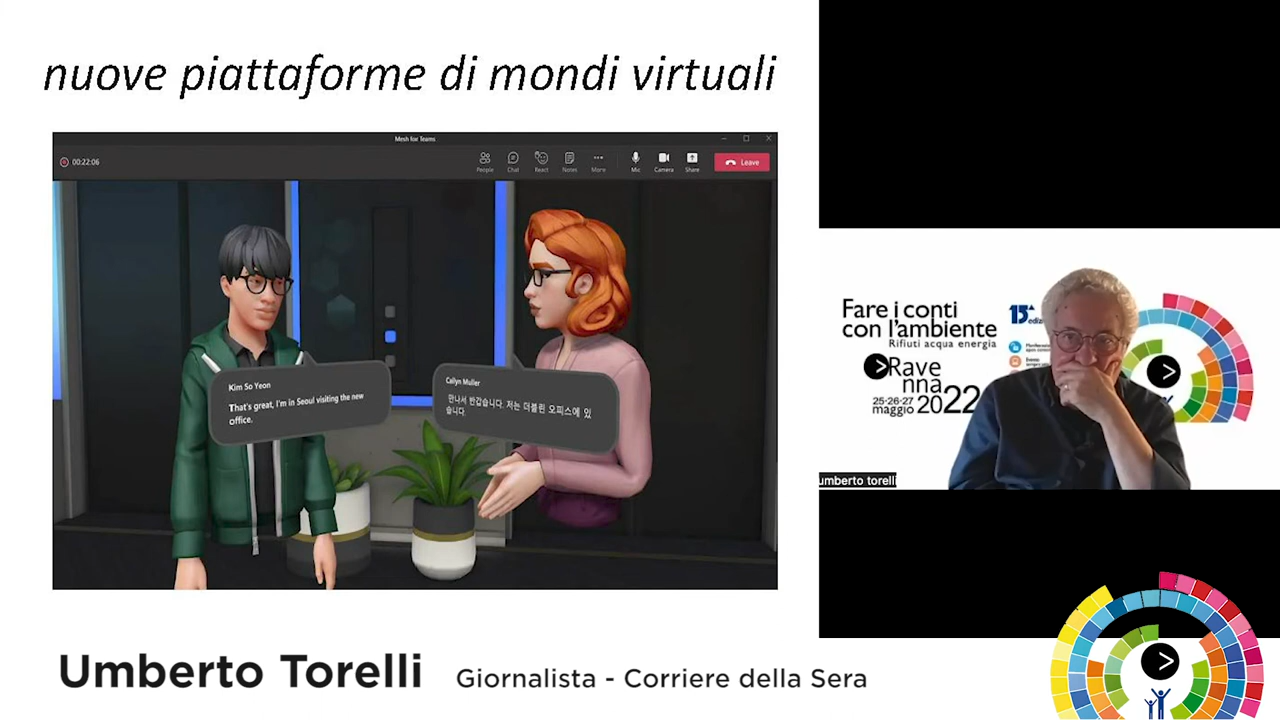 nuove piattaforme di mondi virtuali
Mesh for Teams
00:22:06
People
Chat
React
Notes
More
Mic
Camera
Share
Leave
Kim So Yeon
That's great, I'm in Seoul visiting the new
office.
Cailyn Muller
만나서 반갑습니다. 저는 더블린 오피스에 있
습니다.
Fare i conti
con l'ambiente
Rifiuti acqua energia
Rave
nna
25-26-27
maggio 2022
15ª
umberto torelli
Umberto Torelli
Giornalista - Corriere della Sera